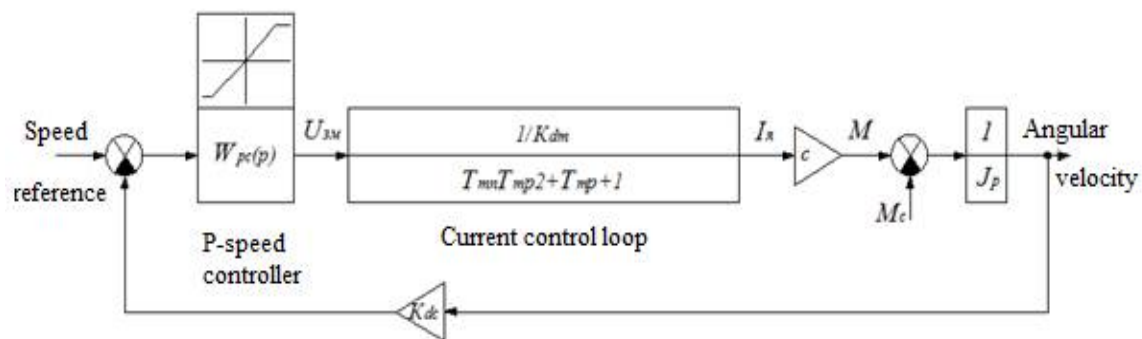 Speed
reference
W_pc(p)
U_зм
1/K_dm
T_mn T_mp2+T_mp+1
I_я
c
M
M_c
1
J_p
Angular
velocity
P-speed
controller
Current control loop
K_dc